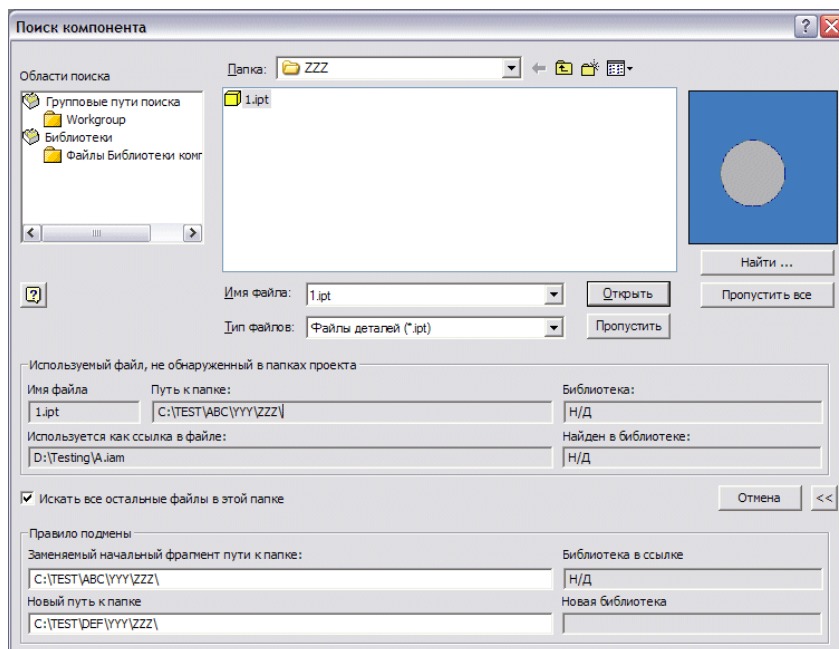 Поиск компонента
Области поиска
Групповые пути поиска
Workgroup
Библиотеки
Файлы Библиотеки комп
Папка: ZZZ
1.ipt
Найти ...
Имя файла: 1.ipt Открыть Пропустить все
Тип файлов: Файлы деталей (*.ipt) Пропустить
Используемый файл, не обнаруженный в папках проекта
Имя файла Путь к папке: Библиотека:
1.ipt C:\TEST\ABC\YYY\ZZZ\ Н/Д
Используется как ссылка в файле: Найден в библиотеке:
D:\Testing\A.iam Н/Д
Искать все остальные файлы в этой папке Отмена <<
Правило подмены
Заменяемый начальный фрагмент пути к папке: Библиотека в ссылке
C:\TEST\ABC\YYY\ZZZ\ Н/Д
Новый путь к папке Новая библиотека
C:\TEST\DEF\YYY\ZZZ\